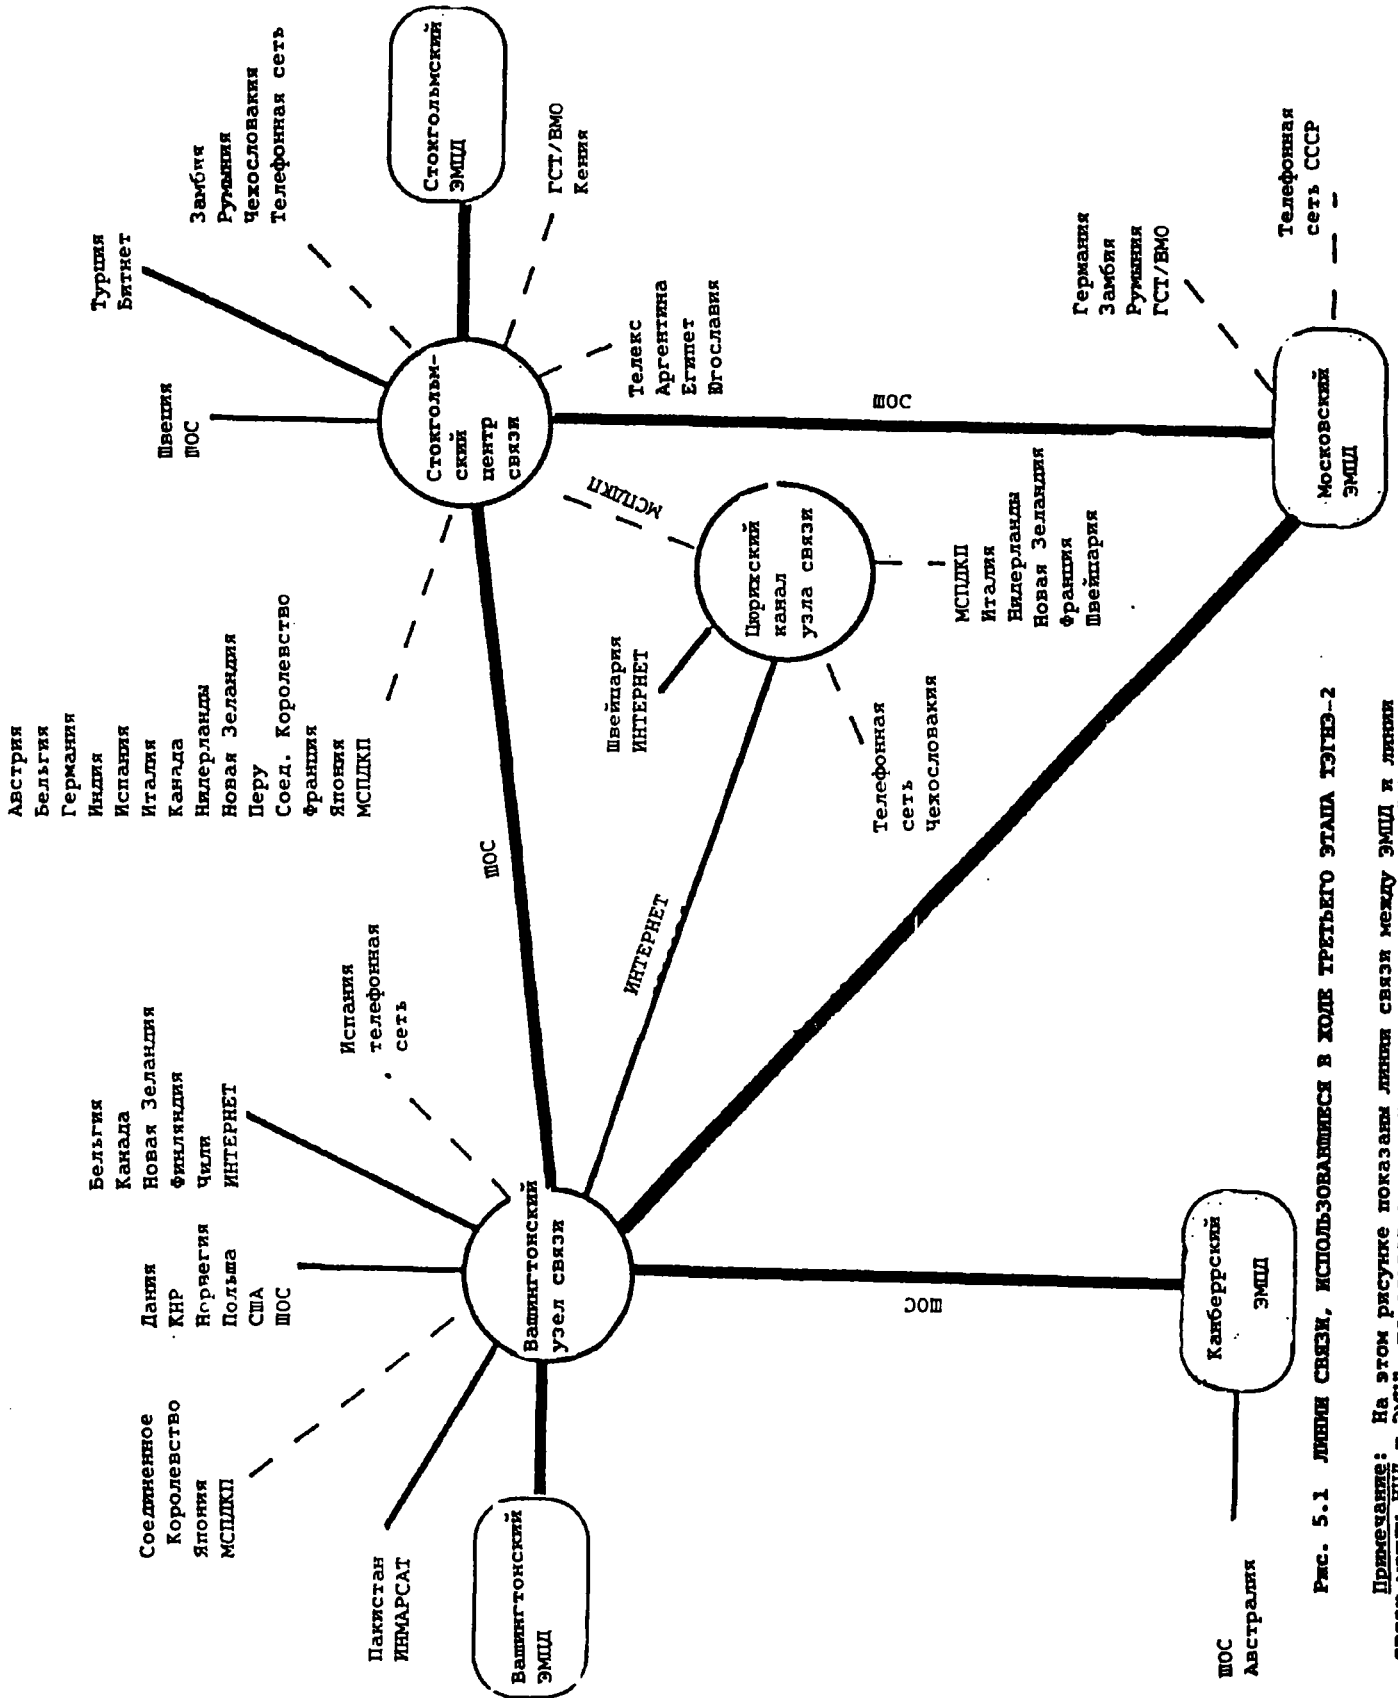 Соединенное
Королевство
Япония
МСПДКП
Пакистан
ИНМАРСАТ
Дания
КНР
Норвегия
Польша
США
ШОС
Бельгия
Канада
Новая Зеландия
Финляндия
Чили
ИНТЕРНЕТ
Испания
телефонная
сеть
Вашингтонский
узел связи
Вашингтонский
ЭМПД
ШОС
Канберрский
ЭМПД
ШОС
Австралия
ШОС
ИНТЕРНЕТ
Австрия
Бельгия
Германия
Индия
Испания
Италия
Канада
Нидерланды
Новая Зеландия
Перу
Соед. Королевство
Франция
Япония
МСПДКП
Швеция
ШОС
Турция
Битнет
Замбия
Румыния
Чехословакия
Телефонная сеть
Стокгольм-
ский
центр
связи
Стокгольмский
ЭМПД
ГСТ/ВМО
Кения
Телекс
Аргентина
Египет
Югославия
МСПДКП
Швейцария
ИНТЕРНЕТ
Цюрихский
канал
узла связи
Телефонная
сеть
Чехословакия
МСПДКП
Италия
Нидерланды
Новая Зеландия
Франция
Швейцария
ШОС
Германия
Замбия
Румыния
ГСТ/ВМО
Телефонная
сеть СССР
Московский
ЭМПД
Рис. 5.1 ЛИНИИ СВЯЗИ, ИСПОЛЬЗОВАВШИЕСЯ В ХОДЕ ТРЕТЬЕГО ЭТАПА ТЭГНЭ-2
Примечание: На этом рисунке показаны линии связи между ЭМПД и линии